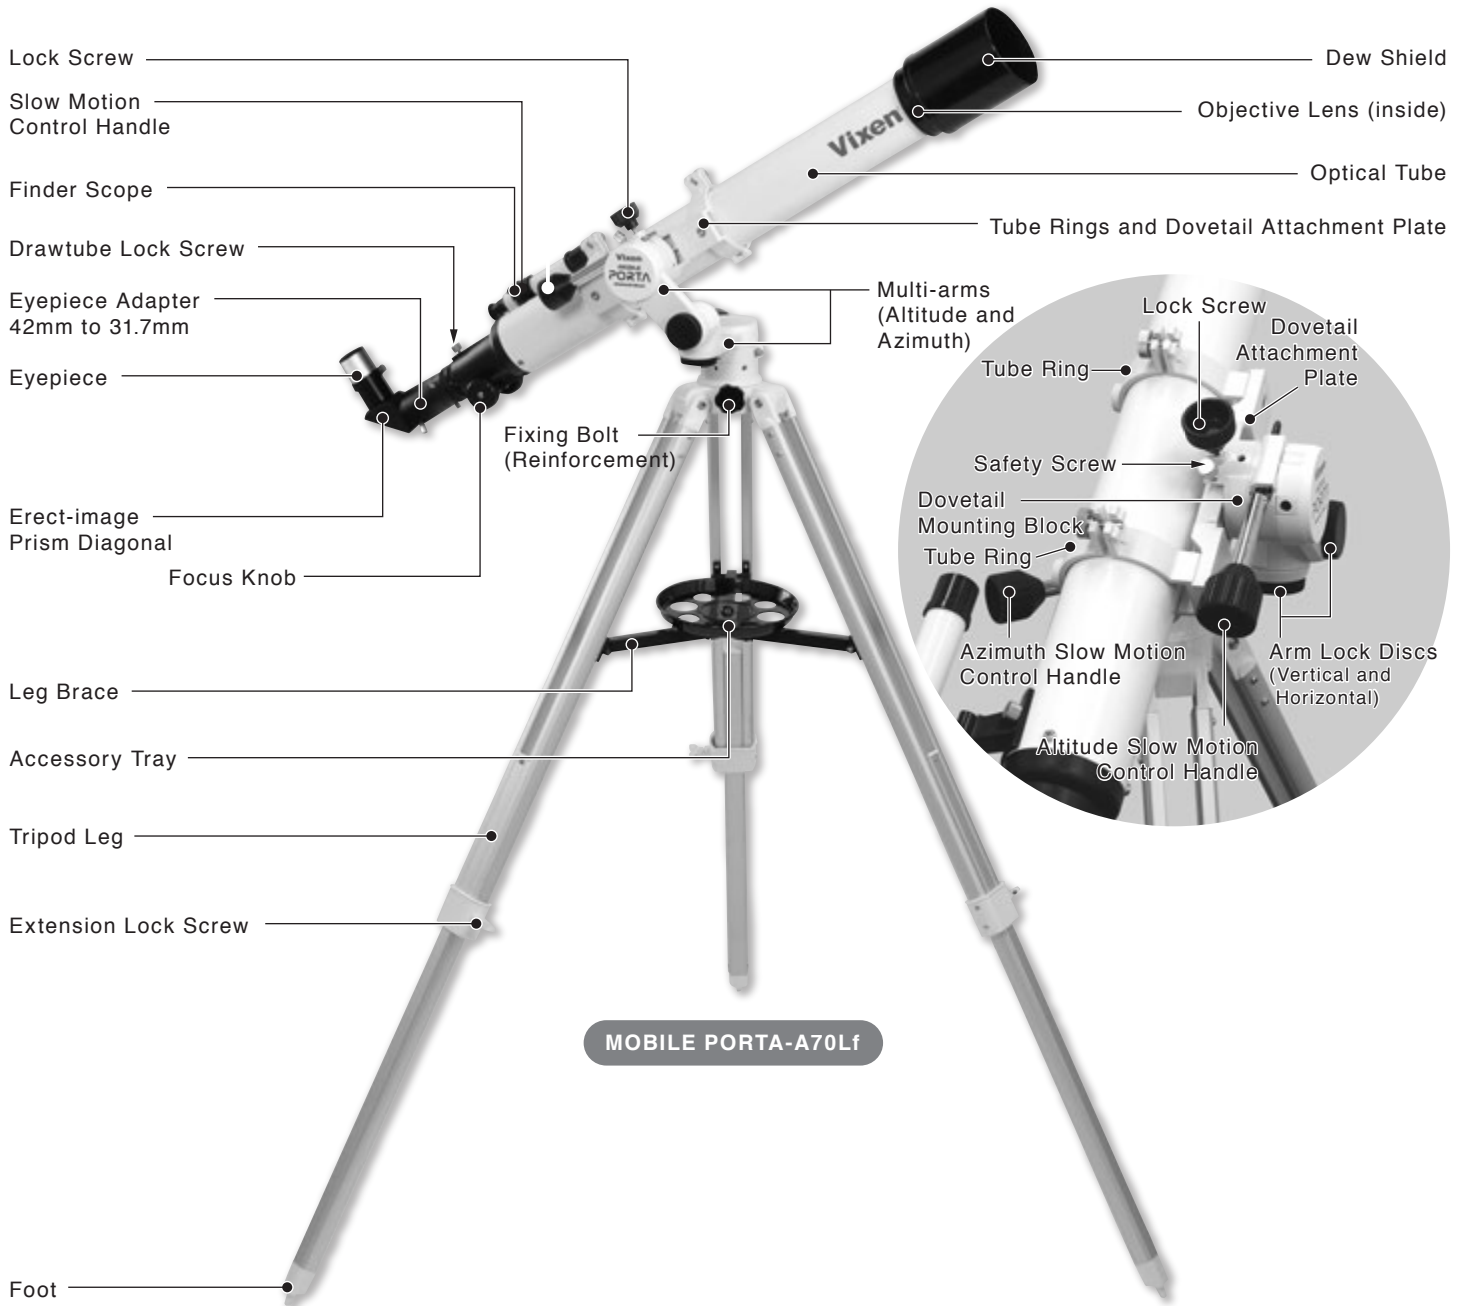 Lock Screw
Slow Motion
Control Handle
Finder Scope
Drawtube Lock Screw
Eyepiece Adapter
42mm to 31.7mm
Eyepiece
Erect-image
Prism Diagonal
Focus Knob
Leg Brace
Accessory Tray
Tripod Leg
Extension Lock Screw
Foot
Fixing Bolt
(Reinforcement)
Vixen
Vixen
MOBILE
PORTA
Dew Shield
Objective Lens (inside)
Optical Tube
Tube Rings and Dovetail Attachment Plate
Multi-arms
(Altitude and
Azimuth)
Lock Screw
Dovetail
Attachment
Plate
Tube Ring
Safety Screw
Dovetail
Mounting Block
Tube Ring
Azimuth Slow Motion
Control Handle
Arm Lock Discs
(Vertical and
Horizontal)
Altitude Slow Motion
Control Handle
MOBILE PORTA-A70Lf